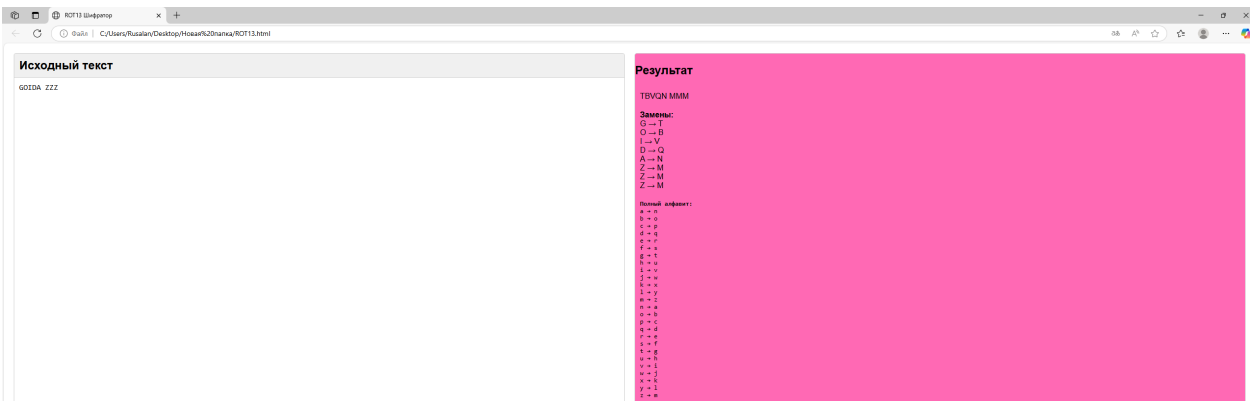 ROT13 Шифратор
Файл C:/Users/Rusalan/Desktop/Новая%20папка/ROT13.html
Исходный текст
GOIDA ZZZ
Результат
TBVQN MMM
Замены:
G → T
O → B
I → V
D → Q
A → N
Z → M
Z → M
Z → M
Полный алфавит:
a → n
b → o
c → p
d → q
e → r
f → s
g → t
h → u
i → v
j → w
k → x
l → y
m → z
n → a
o → b
p → c
q → d
r → e
s → f
t → g
u → h
v → i
w → j
x → k
y → l
z → m